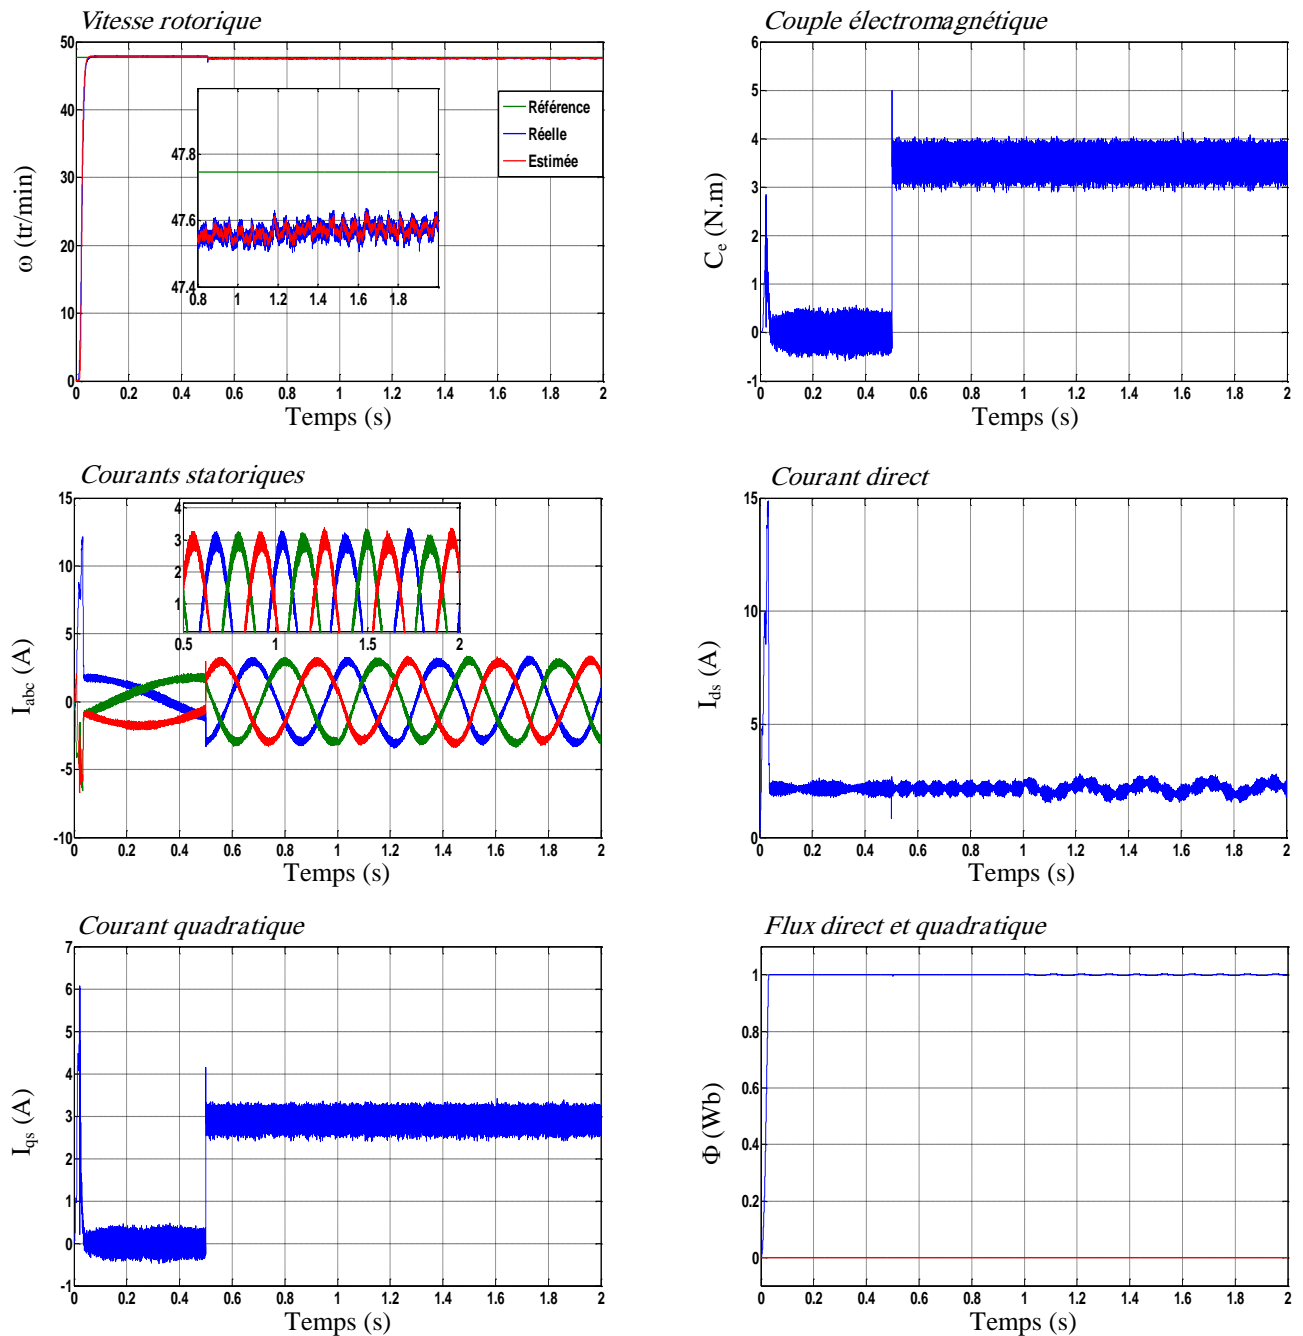 Vitesse rotorique
50
40
30
20
10
0
ω (tr/min)
47.8
47.6
47.4
0.8 1 1.2 1.4 1.6 1.8
Référence
Réelle
Estimée
0 0.2 0.4 0.6 0.8 1 1.2 1.4 1.6 1.8 2
Temps (s)
Couple électromagnétique
6
5
4
3
2
1
0
-1
Ce (N.m)
0 0.2 0.4 0.6 0.8 1 1.2 1.4 1.6 1.8 2
Temps (s)
Courants statoriques
15
10
5
0
-5
-10
Iabc (A)
4
3
2
1
0.5 1 1.5 2
0 0.2 0.4 0.6 0.8 1 1.2 1.4 1.6 1.8 2
Temps (s)
Courant direct
15
10
5
0
Ids (A)
0 0.2 0.4 0.6 0.8 1 1.2 1.4 1.6 1.8 2
Temps (s)
Courant quadratique
7
6
5
4
3
2
1
0
-1
Iqs (A)
0 0.2 0.4 0.6 0.8 1 1.2 1.4 1.6 1.8 2
Temps (s)
Flux direct et quadratique
1
0.8
0.6
0.4
0.2
0
Φ (Wb)
0 0.2 0.4 0.6 0.8 1 1.2 1.4 1.6 1.8 2
Temps (s)